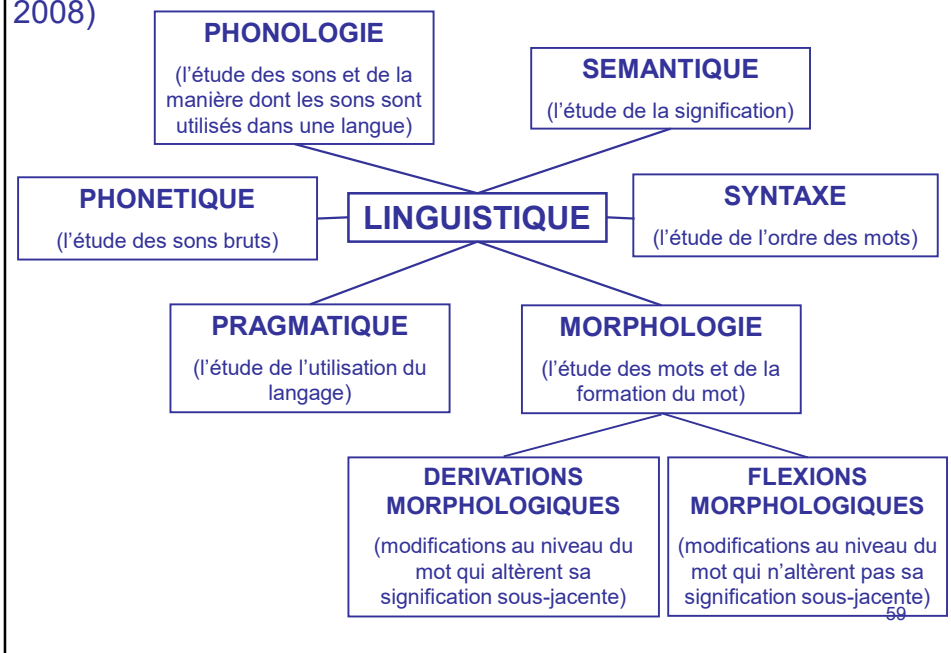 2008)
PHONOLOGIE
(l'étude des sons et de la
manière dont les sons sont
utilisés dans une langue)
SEMANTIQUE
(l'étude de la signification)
PHONETIQUE
(l'étude des sons bruts)
LINGUISTIQUE
SYNTAXE
(l'étude de l'ordre des mots)
PRAGMATIQUE
(l'étude de l'utilisation du
langage)
MORPHOLOGIE
(l'étude des mots et de la
formation du mot)
DERIVATIONS
MORPHOLOGIQUES
(modifications au niveau du
mot qui altèrent sa
signification sous-jacente)
FLEXIONS
MORPHOLOGIQUES
(modifications au niveau du
mot qui n'altèrent pas sa
signification sous-jacente)
59